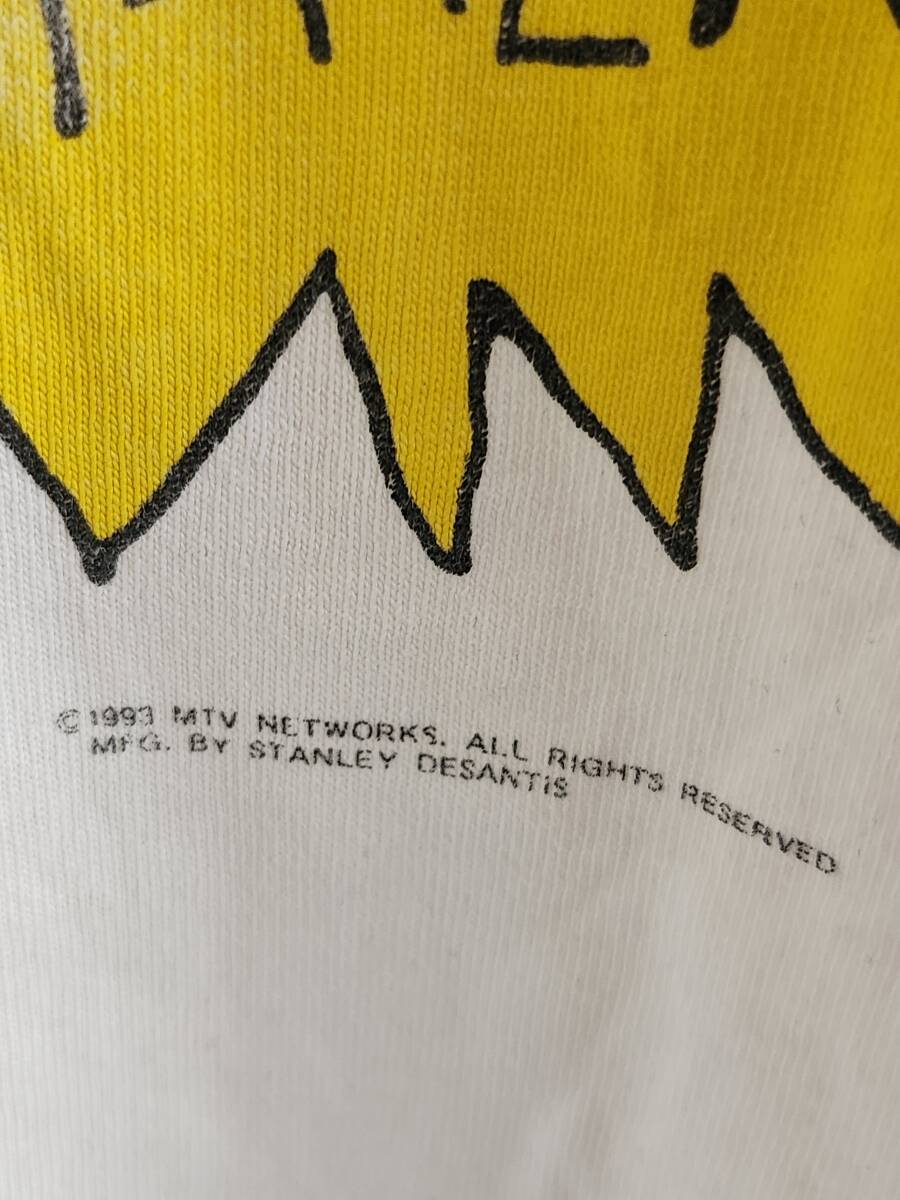 © 1993 MTV NETWORKS. ALL RIGHTS RESERVED
MFG. BY STANLEY DESANTIS